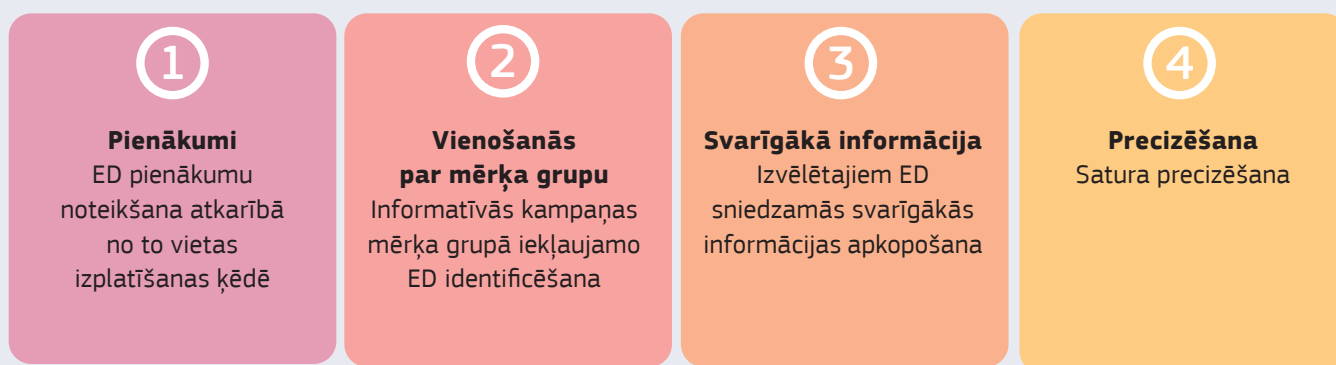 1
Pienākumi
ED pienākumu
noteikšana atkarībā
no to vietas
izplatīšanas ķēdē
2
Vienošanās
par mērķa grupu
Informatīvās kampaņas
mērķa grupā iekļaujamo
ED identificēšana
3
Svarīgākā informācija
Izvēlētajiem ED
sniedzamās svarīgākās
informācijas apkopošana
4
Precizēšana
Satura precizēšana